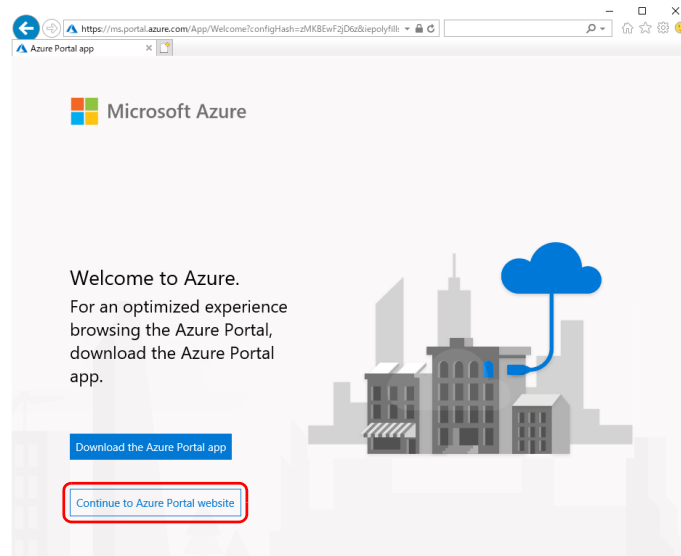 https://ms.portal.azure.com/App/Welcome?configHash=zMKBEwF2jD6z&iepolyfill:
Azure Portal app
Microsoft Azure
Welcome to Azure.
For an optimized experience
browsing the Azure Portal,
download the Azure Portal
app.
Download the Azure Portal app
Continue to Azure Portal website